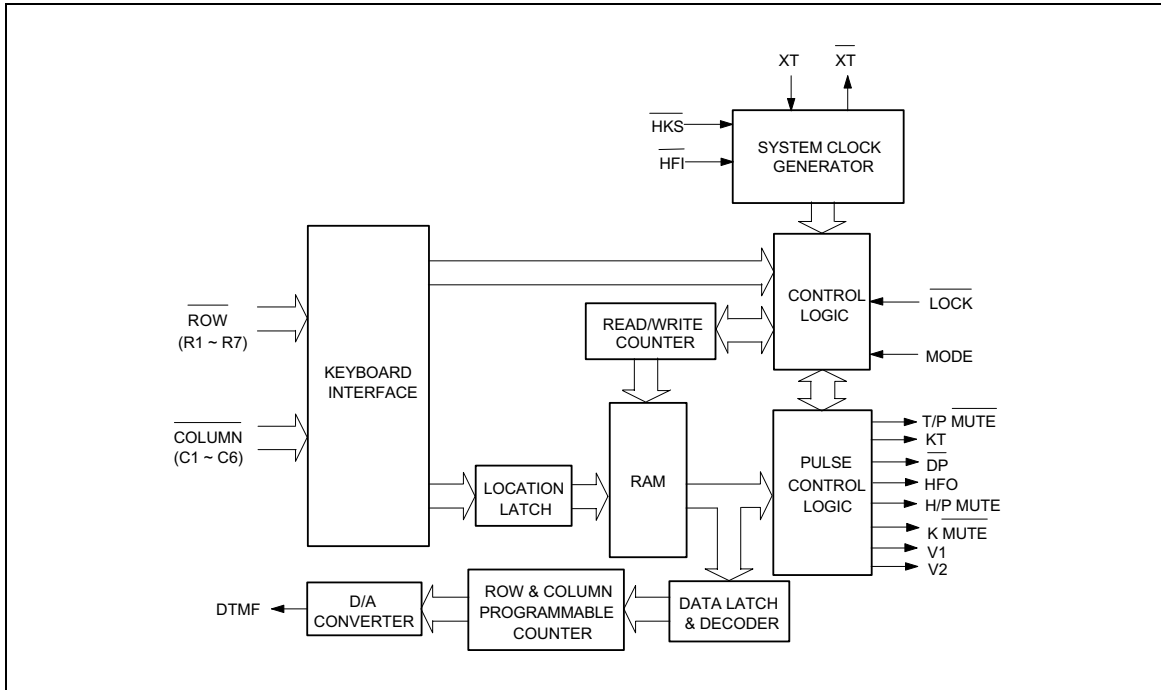 XT
XT
HKS
HFI
SYSTEM CLOCK
GENERATOR
ROW
(R1 ~ R7)
COLUMN
(C1 ~ C6)
KEYBOARD
INTERFACE
READ/WRITE
COUNTER
CONTROL
LOGIC
LOCK
MODE
LOCATION
LATCH
RAM
PULSE
CONTROL
LOGIC
T/P MUTE
KT
DP
HFO
H/P MUTE
K MUTE
V1
V2
DTMF
D/A
CONVERTER
ROW & COLUMN
PROGRAMMABLE
COUNTER
DATA LATCH
& DECODER